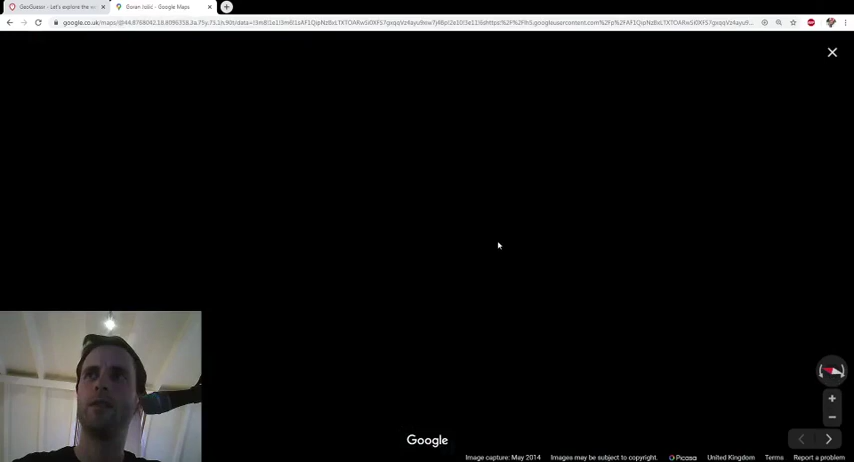 GeoGuessr - Let's explore the w
Goran Jošić - Google Maps
Google
Image capture: May 2014 Images may be subject to copyright. Picasa United Kingdom Terms Report a problem